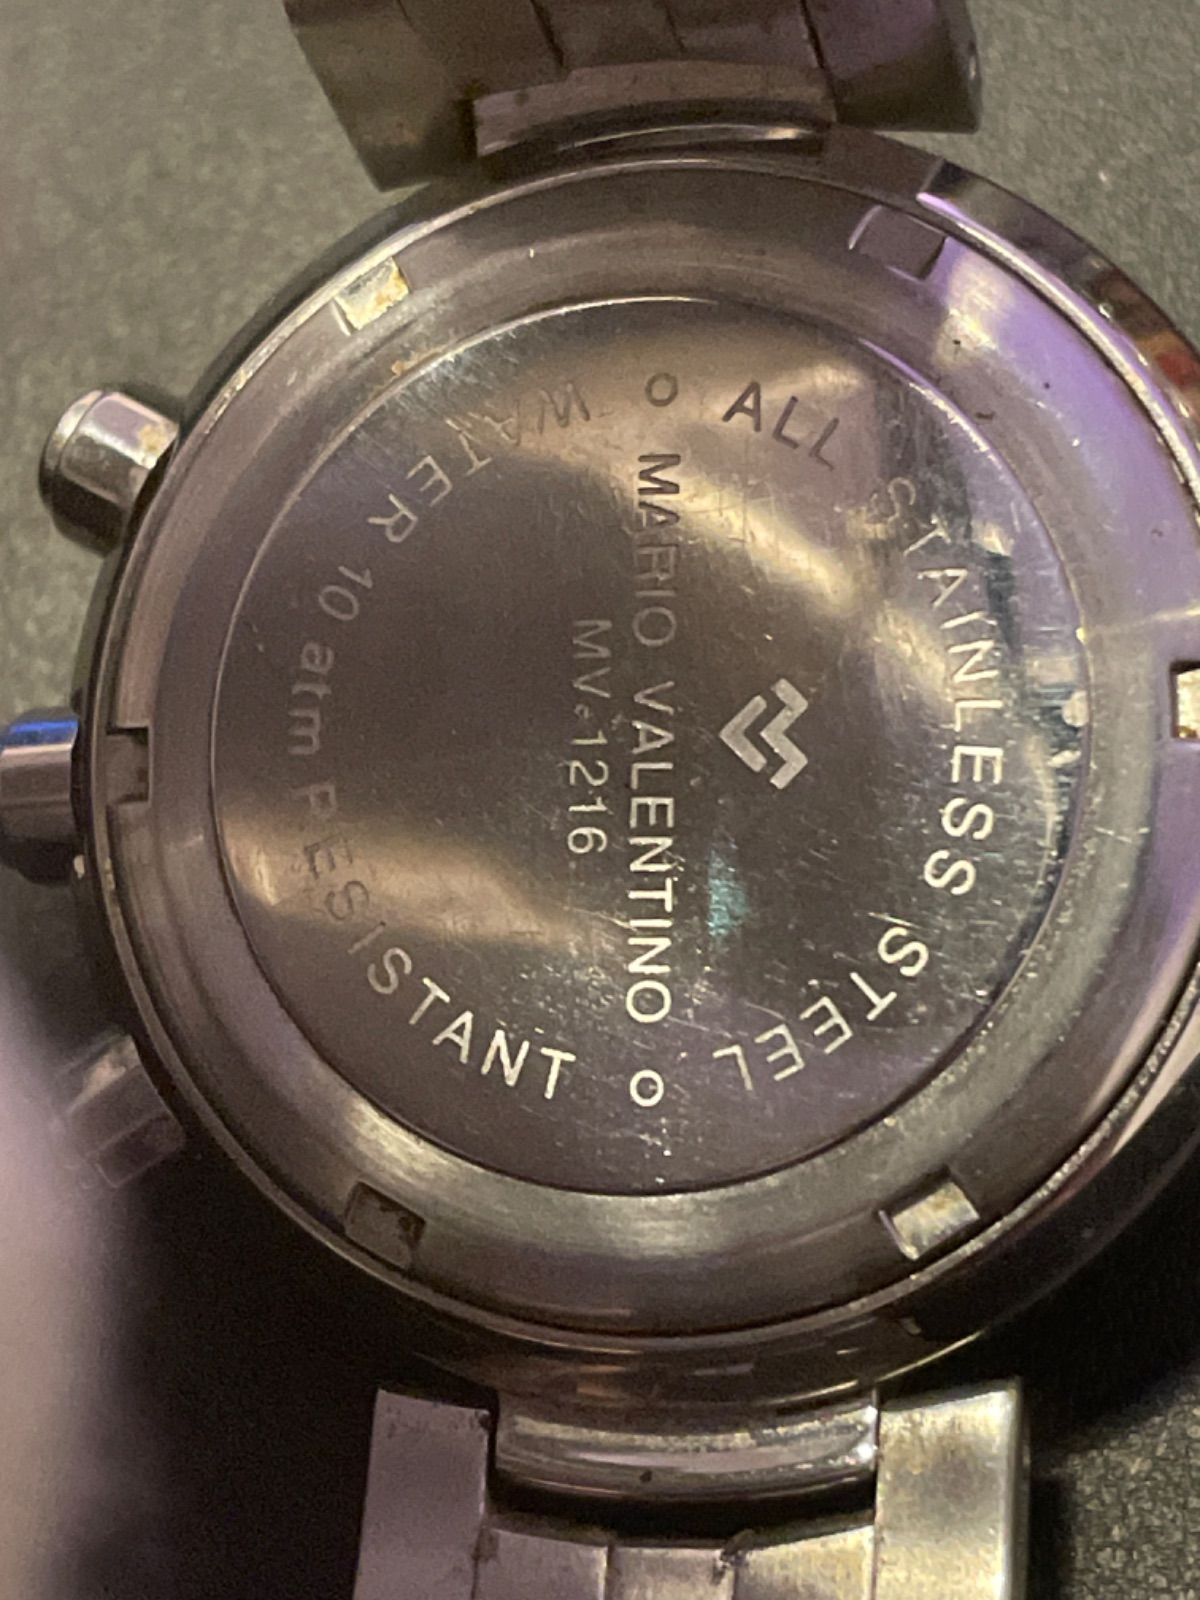 ALL STAINLESS STEEL
MARIO VALENTINO
MV-1216
WATER 10 atm RESISTANT